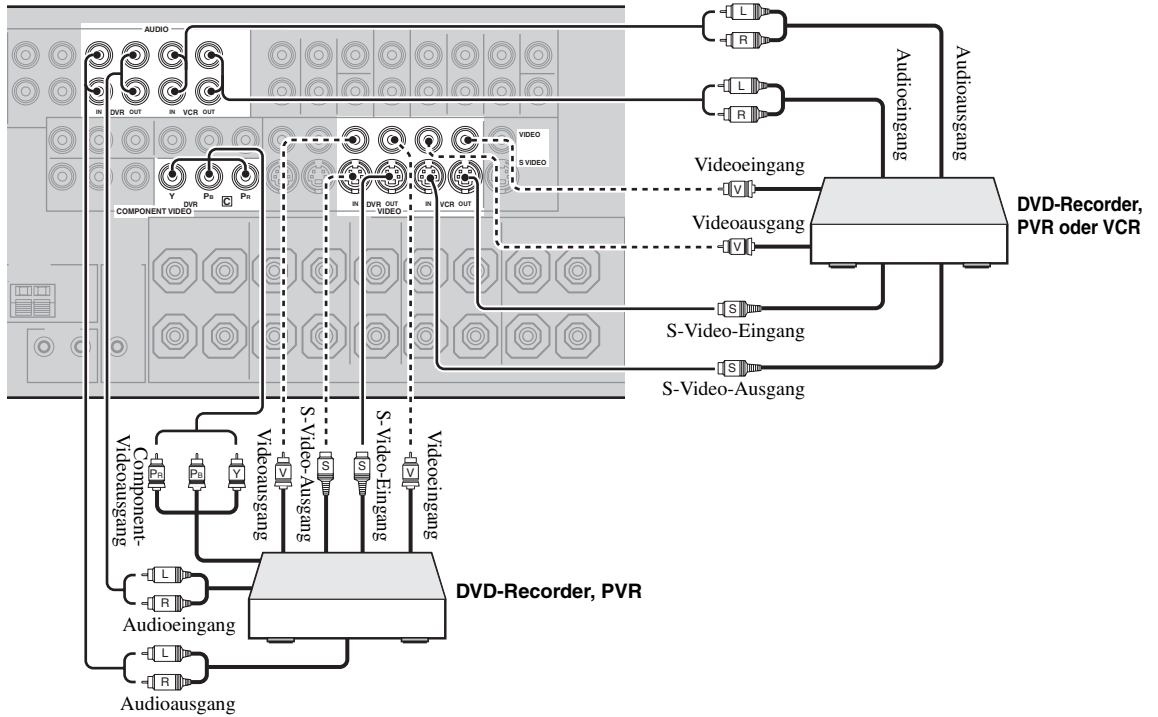 AUDIO
IN DVR OUT IN VCR OUT
VIDEO
S VIDEO
Y PB PR
DVR C
COMPONENT VIDEO
IN DVR OUT IN VCR OUT
VIDEO
L
R
L
R
Audioeingang
Audioausgang
Videoeingang
V
Videoausgang
V
DVD-Recorder,
PVR oder VCR
S
S-Video-Eingang
S
S-Video-Ausgang
Component-
Videoausgang
PR PB Y
Videoausgang
V
S-Video-Ausgang
S
S-Video-Eingang
S
Videoeingang
V
DVD-Recorder, PVR
L
R
Audioeingang
L
R
Audioausgang